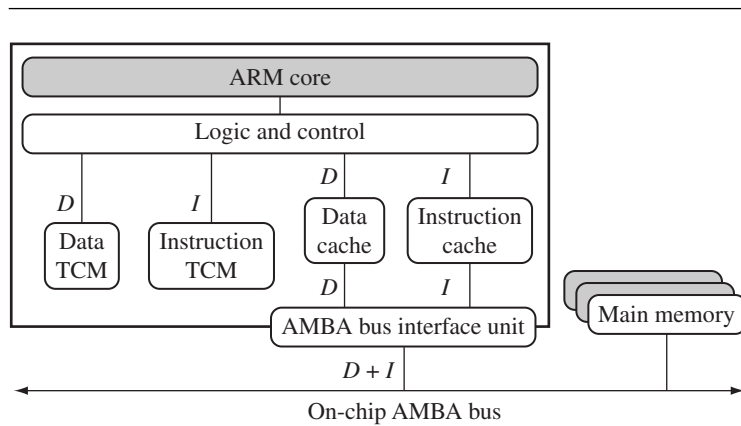 ARM core
Logic and control
D
I
D
I
Data
TCM
Instruction
TCM
Data
cache
Instruction
cache
D
I
AMBA bus interface unit
Main memory
D + I
On-chip AMBA bus